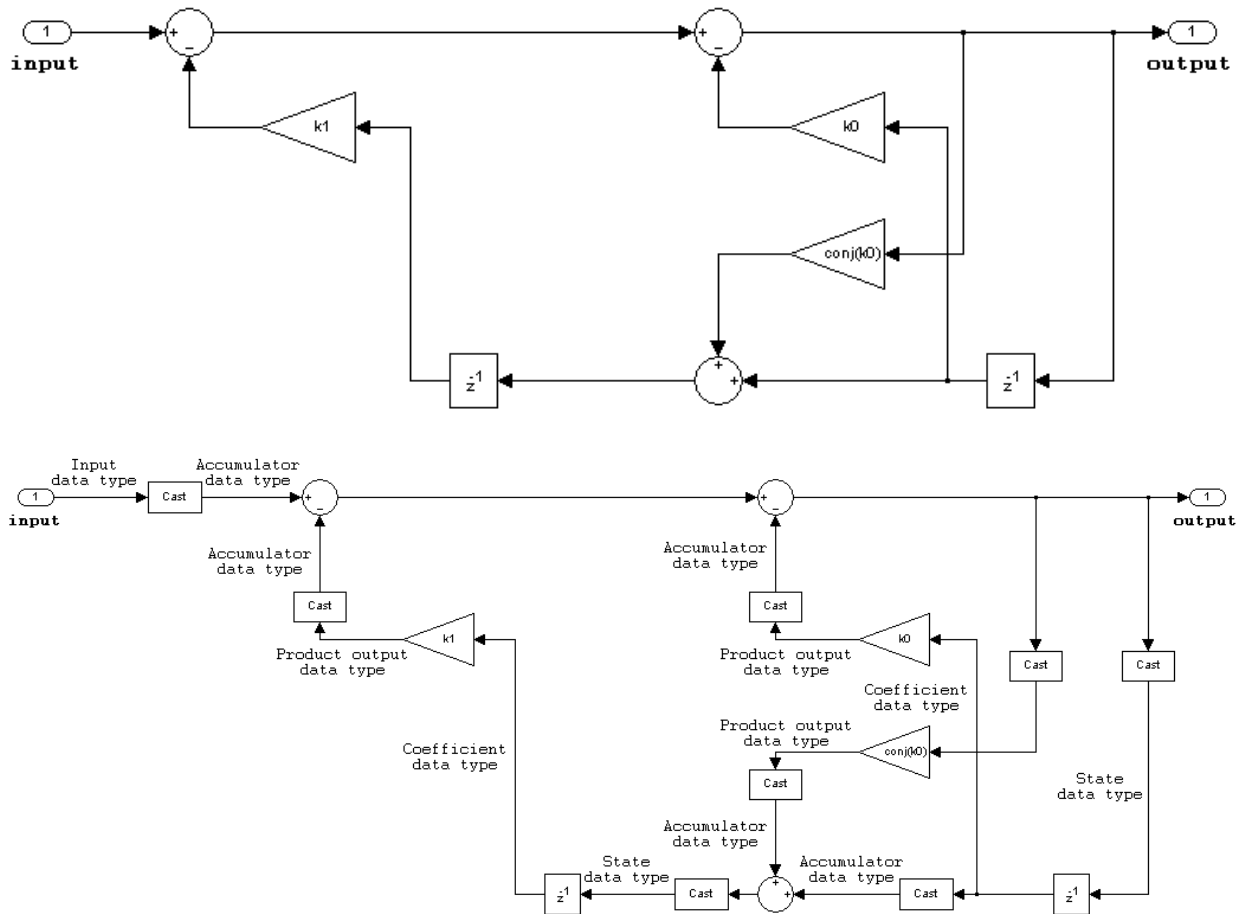 1
input
+
−
+
−
1
output
k1
k0
conj(k0)
+
+
z-1
z-1
Input
data type
Accumulator
data type
1
input
Cast
+
−
+
−
1
output
Accumulator
data type
Accumulator
data type
Cast
Cast
k1
k0
Product output
data type
Product output
data type
Cast
Cast
Coefficient
data type
Product output
data type
Coefficient
data type
conj(k0)
Cast
State
data type
Accumulator
data type
State
data type
Accumulator
data type
z-1
Cast
+
+
Cast
z-1